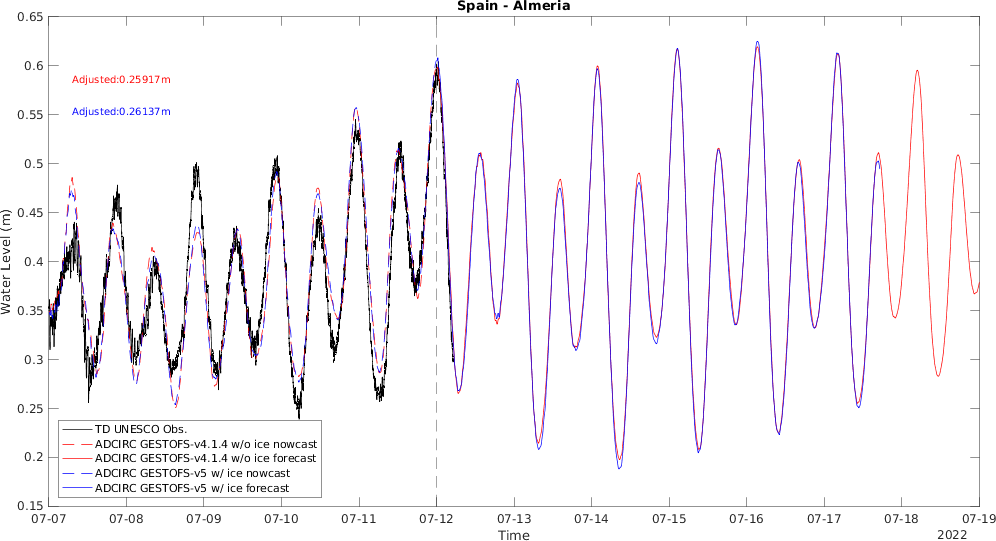 Spain - Almeria
0.65
0.6
0.55
0.5
0.45
0.4
0.35
0.3
0.25
0.2
0.15
Water Level (m)
Adjusted:0.25917m
Adjusted:0.26137m
TD UNESCO Obs.
ADCIRC GESTOFS-v4.1.4 w/o ice nowcast
ADCIRC GESTOFS-v4.1.4 w/o ice forecast
ADCIRC GESTOFS-v5 w/ ice nowcast
ADCIRC GESTOFS-v5 w/ ice forecast
07-07 07-08 07-09 07-10 07-11 07-12 07-13 07-14 07-15 07-16 07-17 07-18 07-19
Time
2022